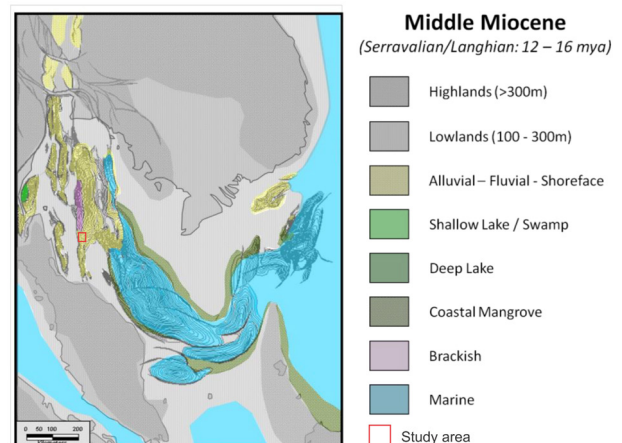 Middle Miocene
(Serravalian/Langhian: 12 – 16 mya)
Highlands (>300m)
Lowlands (100 - 300m)
Alluvial – Fluvial - Shoreface
Shallow Lake / Swamp
Deep Lake
Coastal Mangrove
Brackish
Marine
Study area
0 50 100 200